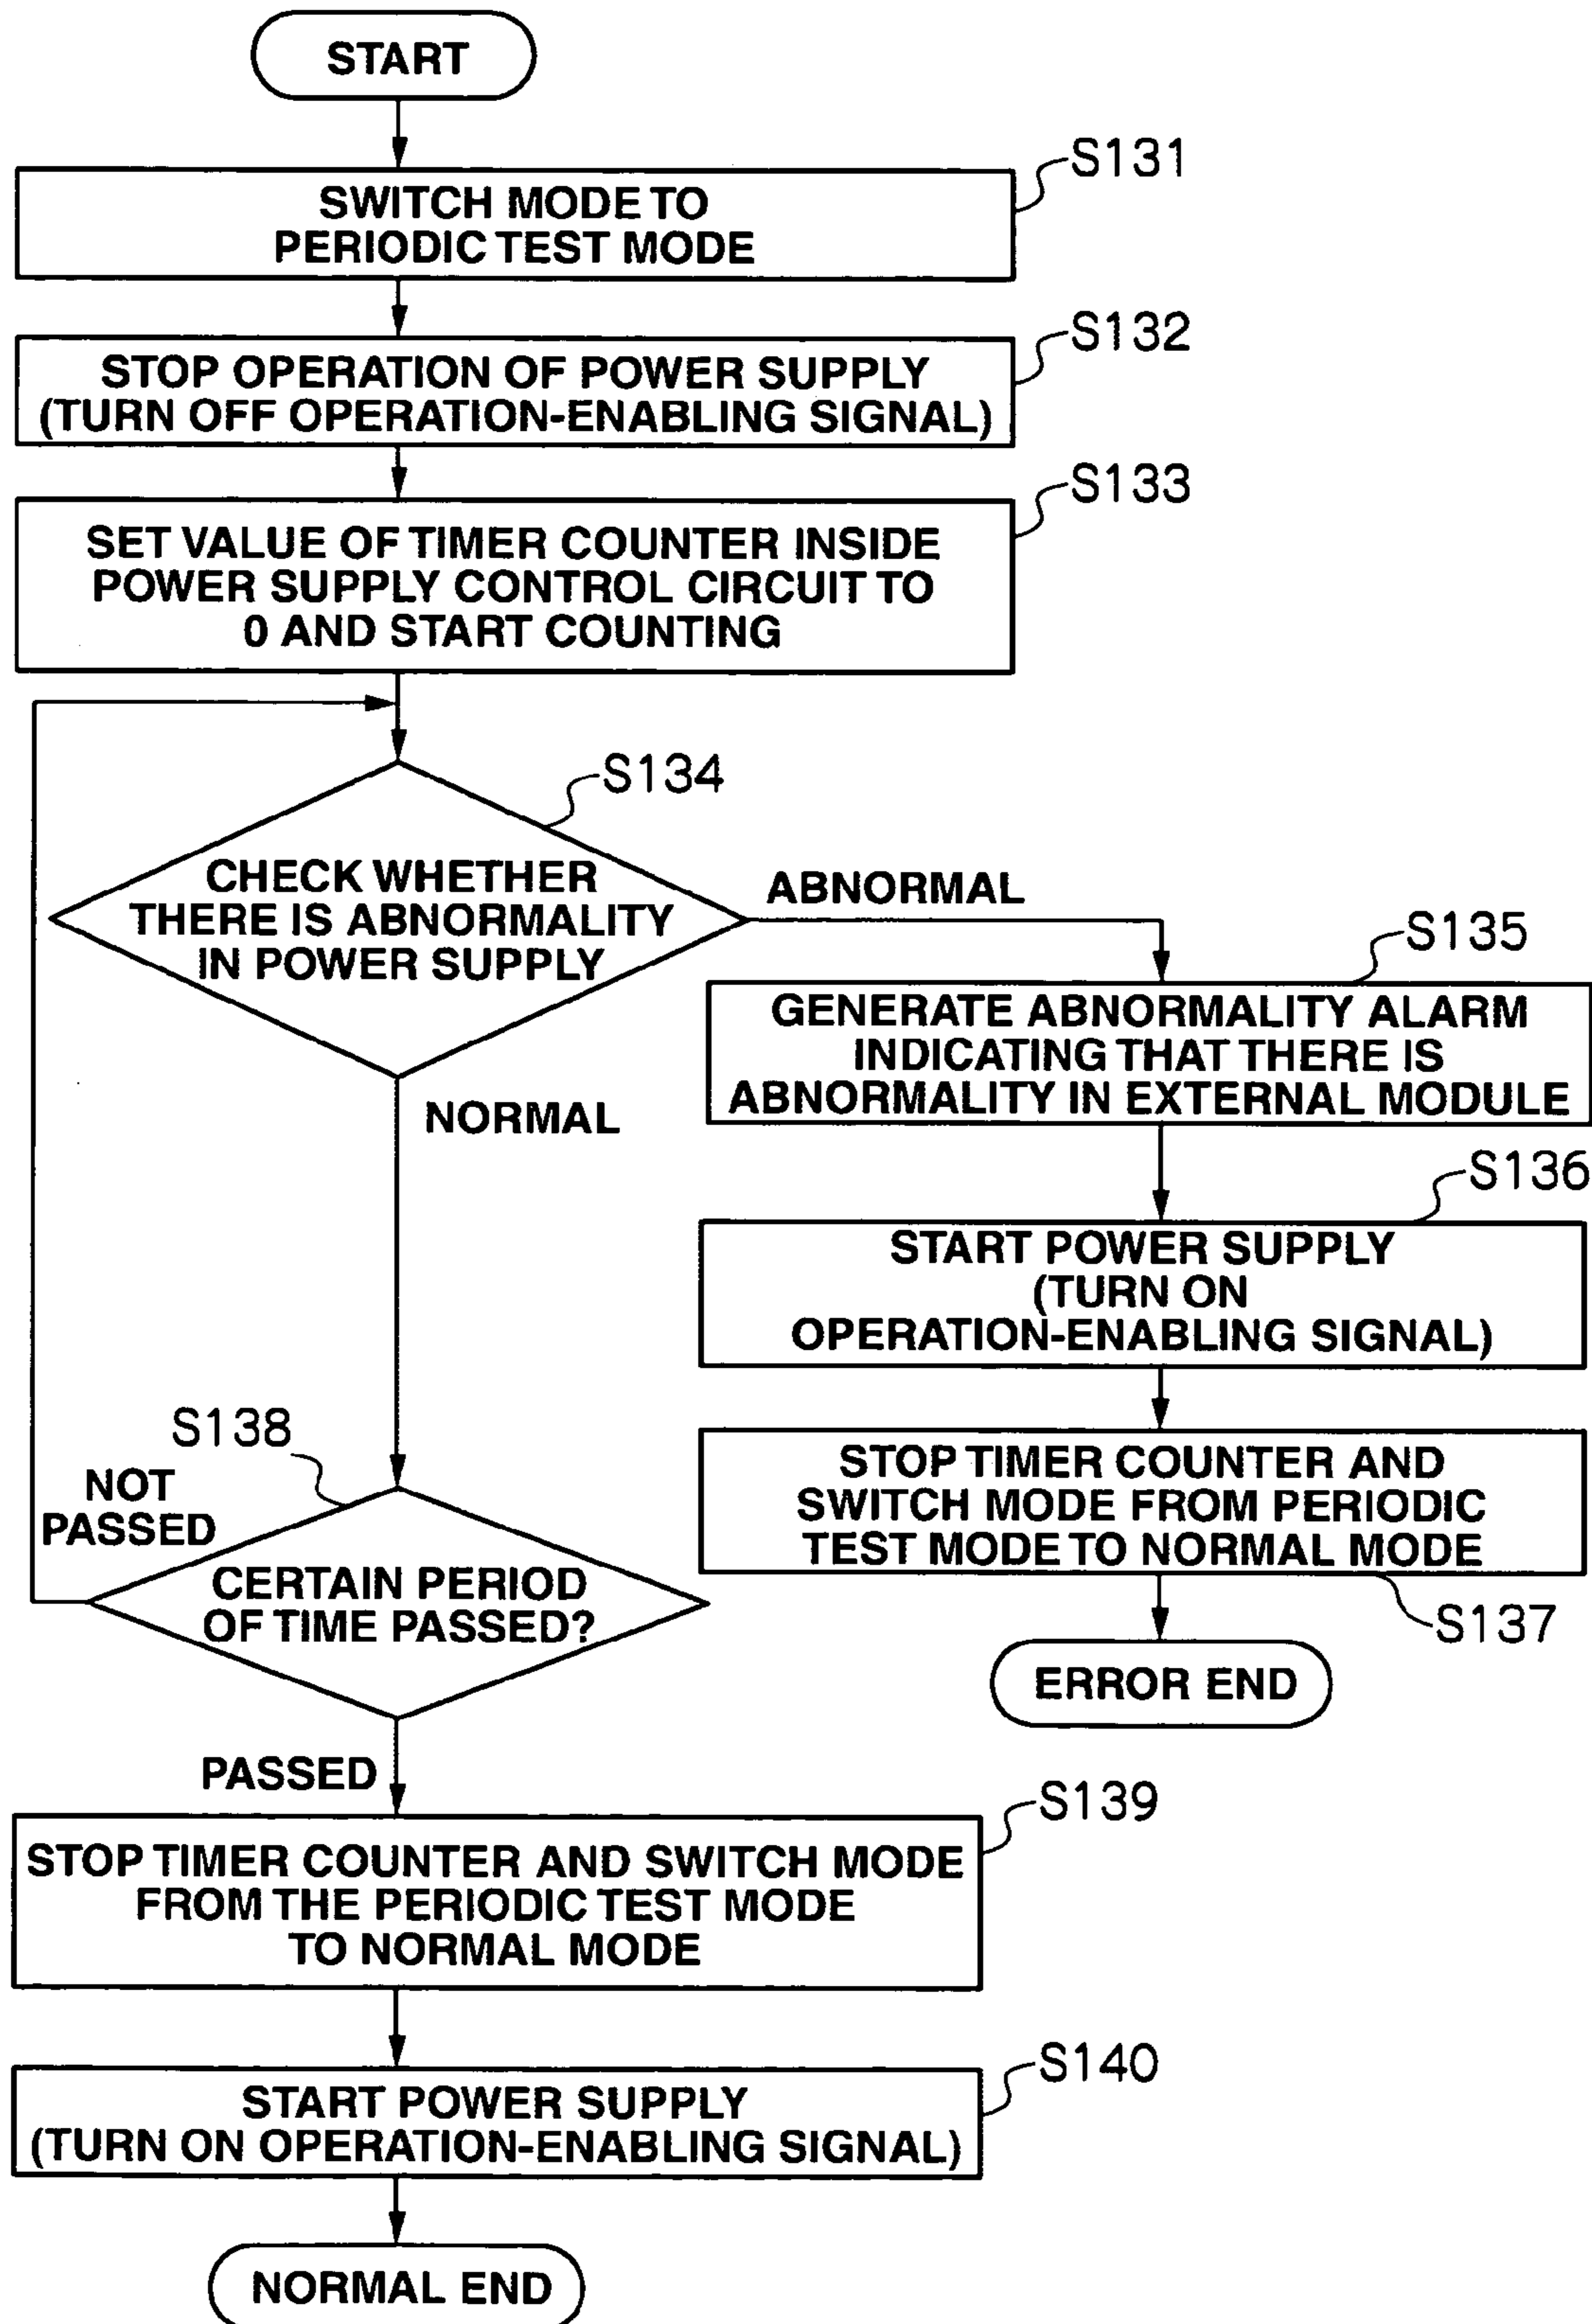 START
S131
SWITCH MODE TO
PERIODIC TEST MODE
S132
STOP OPERATION OF POWER SUPPLY
(TURN OFF OPERATION-ENABLING SIGNAL)
S133
SET VALUE OF TIMER COUNTER INSIDE
POWER SUPPLY CONTROL CIRCUIT TO
0 AND START COUNTING
S134
CHECK WHETHER
THERE IS ABNORMALITY
IN POWER SUPPLY
ABNORMAL
NORMAL
S135
GENERATE ABNORMALITY ALARM
INDICATING THAT THERE IS
ABNORMALITY IN EXTERNAL MODULE
S136
START POWER SUPPLY
(TURN ON
OPERATION-ENABLING SIGNAL)
STOP TIMER COUNTER AND
SWITCH MODE FROM PERIODIC
TEST MODE TO NORMAL MODE
S137
ERROR END
S138
NOT
PASSED
CERTAIN PERIOD
OF TIME PASSED?
PASSED
S139
STOP TIMER COUNTER AND SWITCH MODE
FROM THE PERIODIC TEST MODE
TO NORMAL MODE
S140
START POWER SUPPLY
(TURN ON OPERATION-ENABLING SIGNAL)
NORMAL END